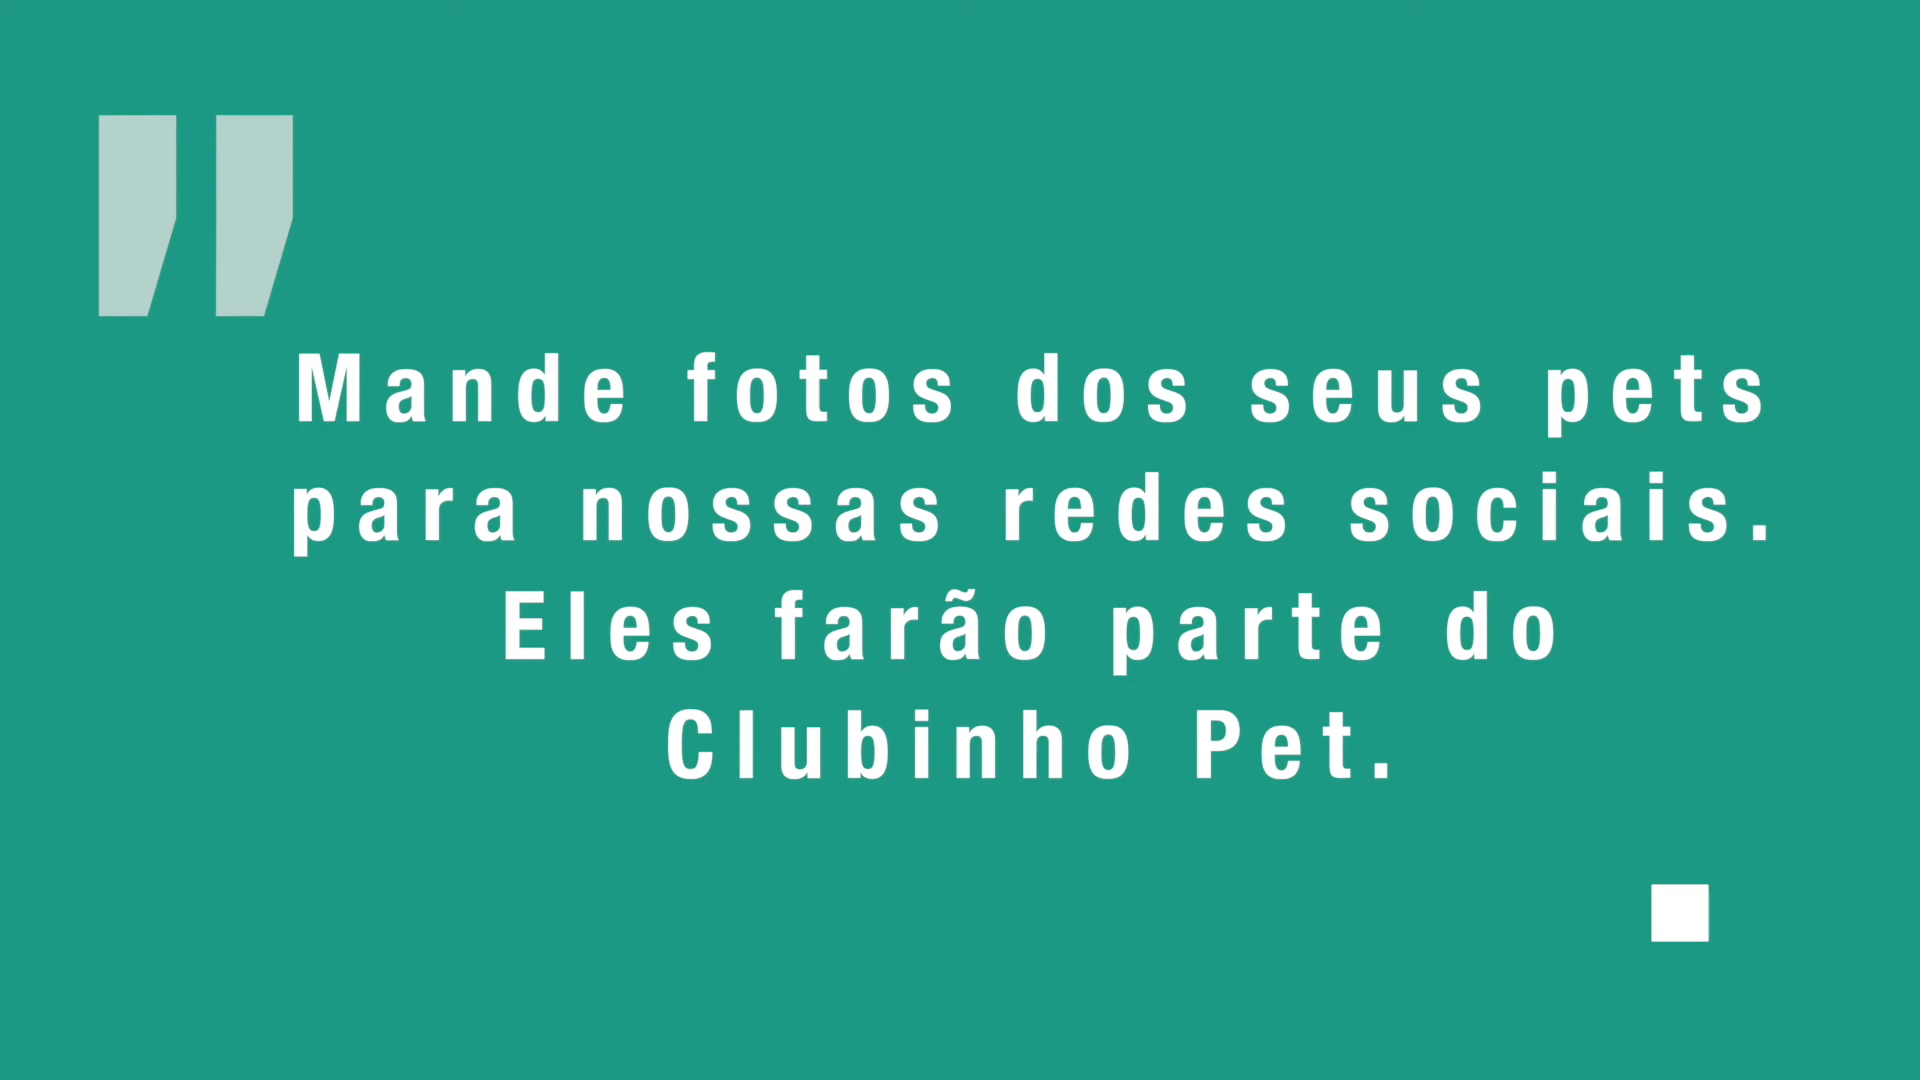 "
Mande fotos dos seus pets
para nossas redes sociais.
Eles farão parte do
Clubinho Pet.